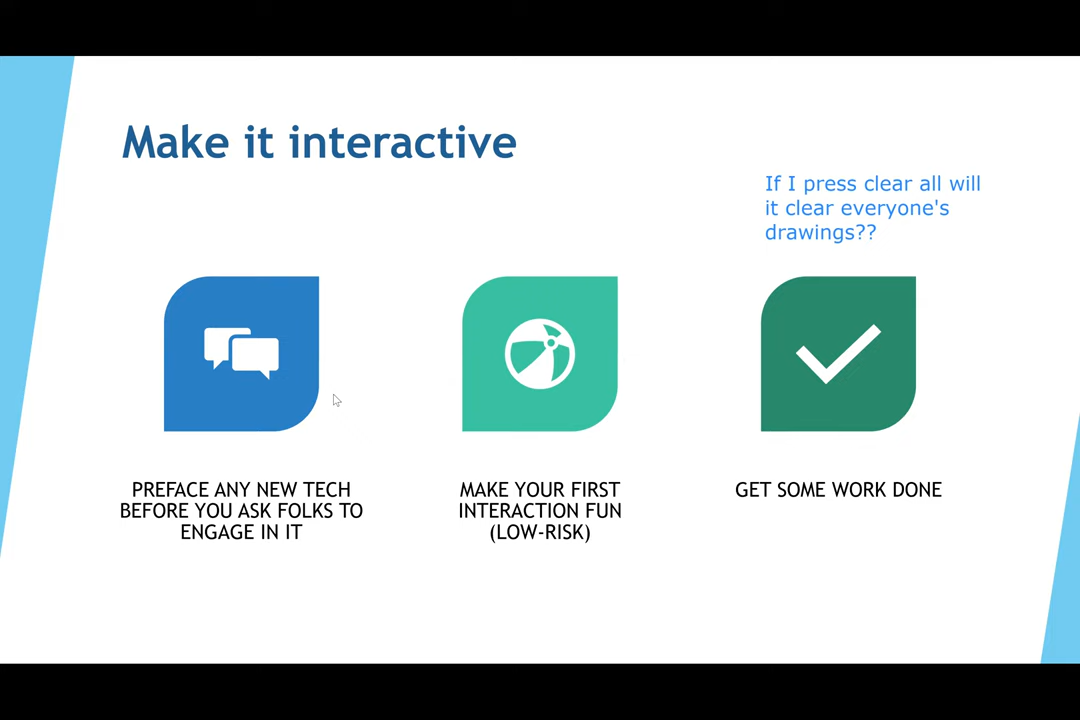 Make it interactive
If I press clear all will
it clear everyone's
drawings??
PREFACE ANY NEW TECH
BEFORE YOU ASK FOLKS TO
ENGAGE IN IT
MAKE YOUR FIRST
INTERACTION FUN
(LOW-RISK)
GET SOME WORK DONE